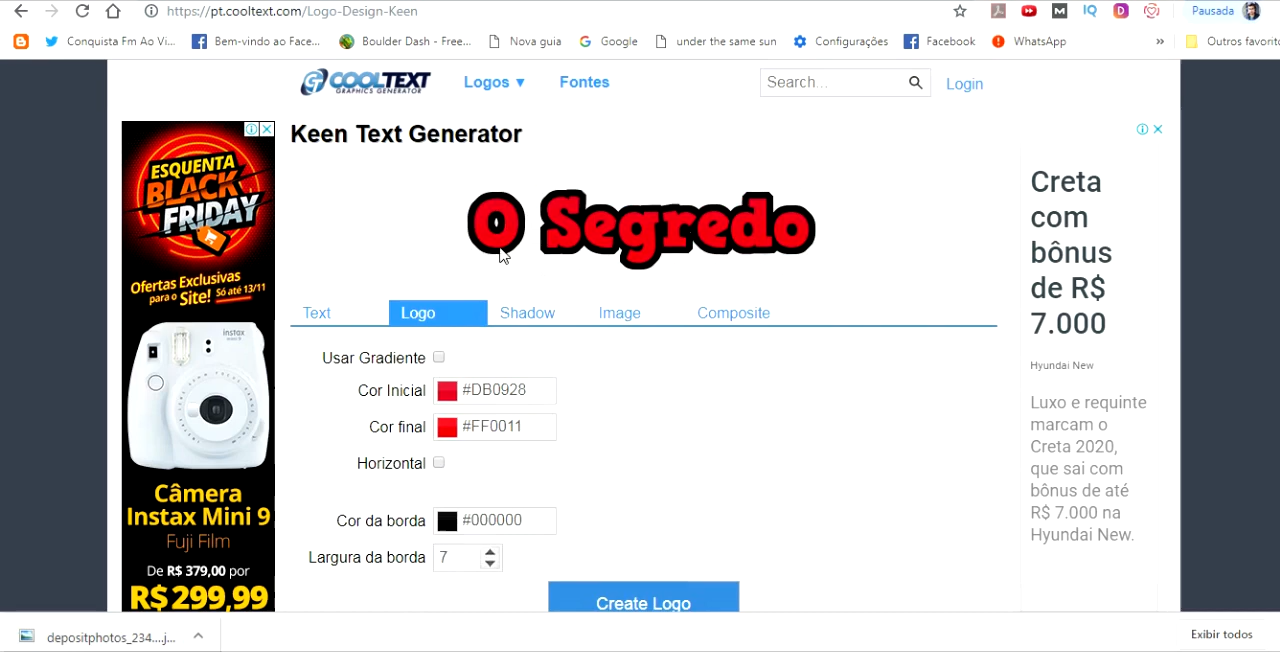 https://pt.cooltext.com/Logo-Design-Keen
Pausada
Conquista Fm Ao Vi...
Bem-vindo ao Face...
Boulder Dash - Free...
Nova guia
Google
under the same sun
Configurações
Facebook
WhatsApp
»
Outros favorito
COOLTEXT
GRAPHICS GENERATOR
Logos ▼
Fontes
Search...
Login
Keen Text Generator
O Segredo
Text
Logo
Shadow
Image
Composite
Usar Gradiente
Cor Inicial
#DB0928
Cor final
#FF0011
Horizontal
Cor da borda
#000000
Largura da borda
7
Create Logo
ESQUENTA
BLACK
FRIDAY
Ofertas Exclusivas
para o Site! Só até 13/11
Câmera
Instax Mini 9
Fuji Film
De R$ 379,00 por
R$299,99
Creta
com
bônus
de R$
7.000
Hyundai New
Luxo e requinte
marcam o
Creta 2020,
que sai com
bônus de até
R$ 7.000 na
Hyundai New.
depositphotos_234....j...
Exibir todos